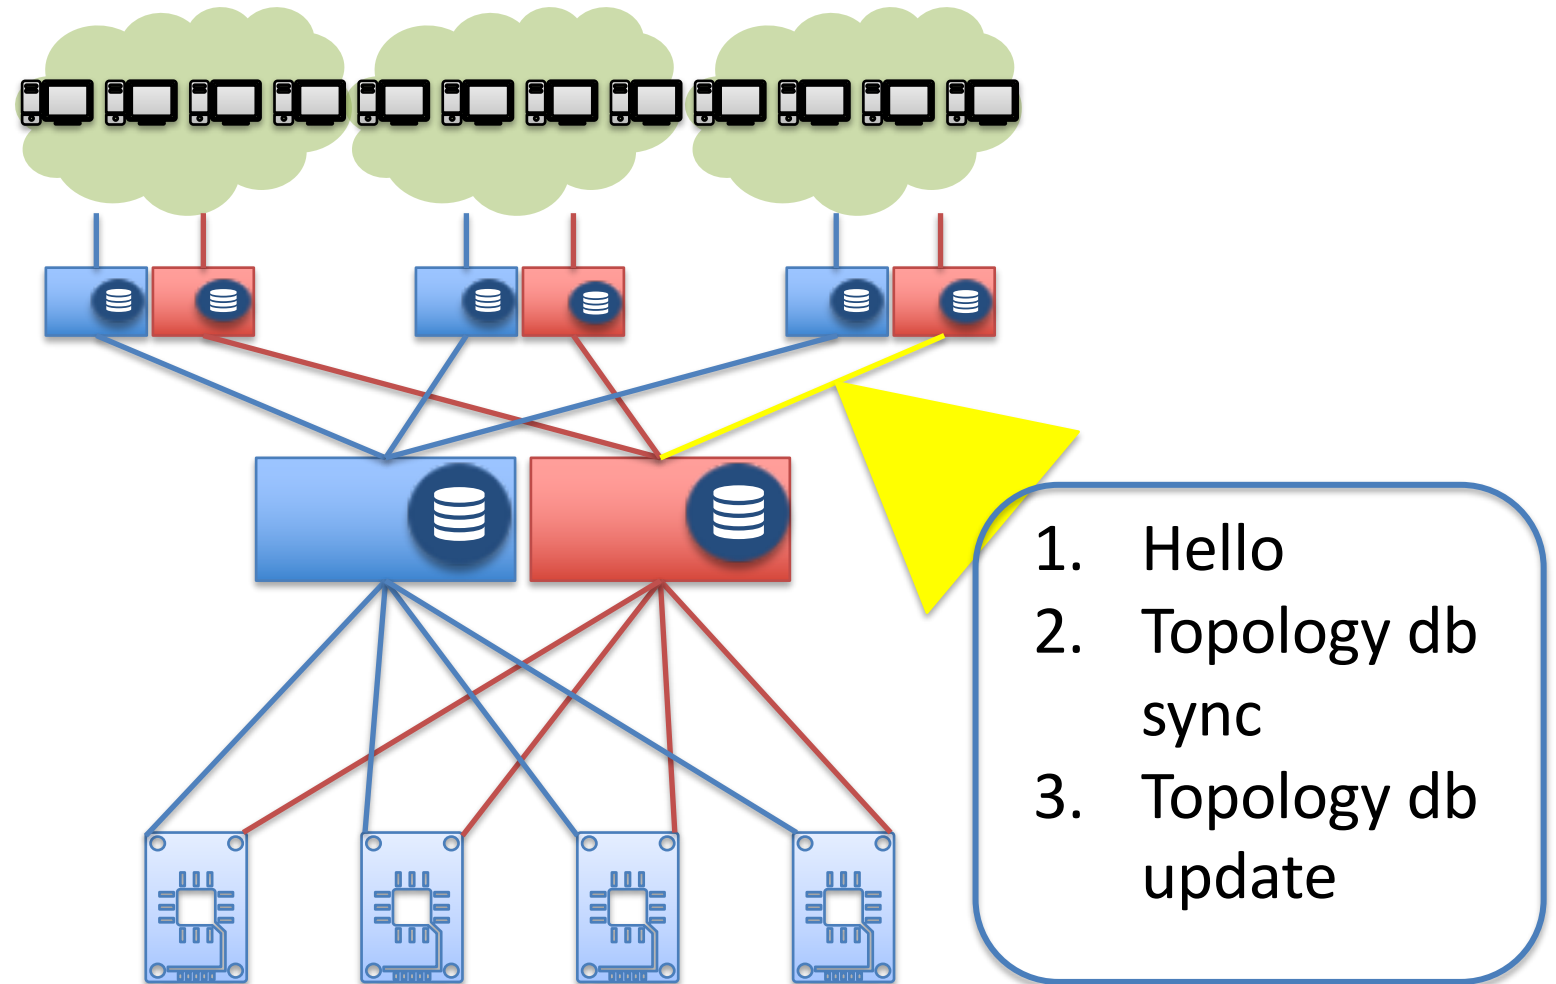 1. Hello
2. Topology db
sync
3. Topology db
update